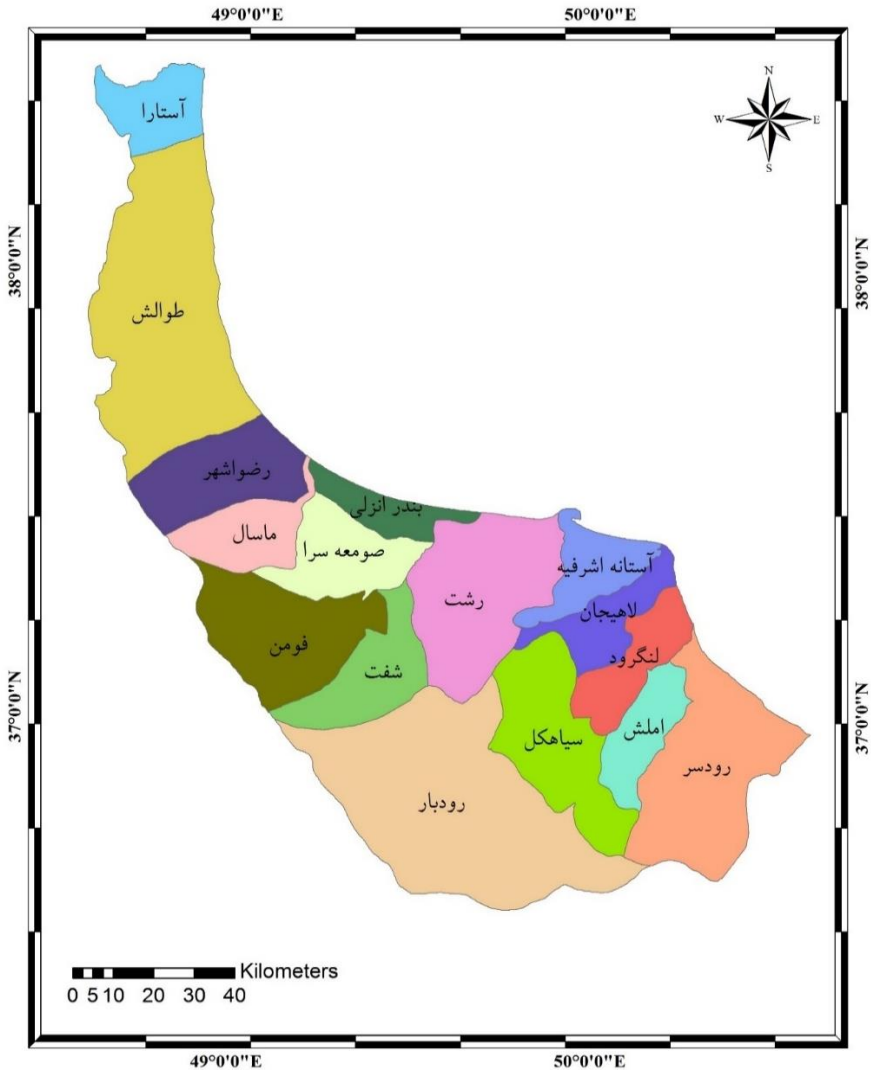 49°0'0"E
50°0'0"E
N
W
E
S
آستارا
38°0'0"N
38°0'0"N
طوالش
رضواشهر
بندر انزلی
ماسال
صومعه سرا
آستانه اشرفیه
رشت
لاهیجان
فومن
شفت
لنگرود
37°0'0"N
37°0'0"N
سیاهکل
املش
رودسر
رودبار
Kilometers
0 5 10 20 30 40
49°0'0"E
50°0'0"E